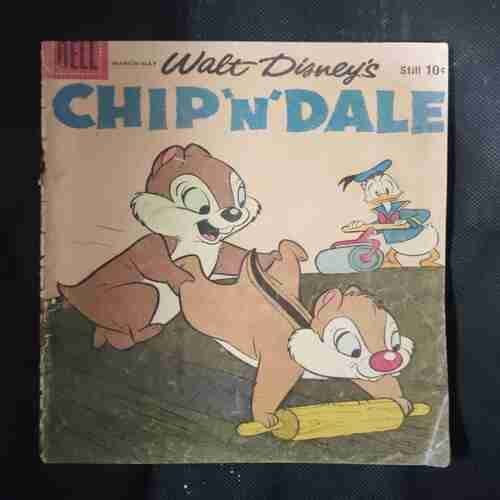 DELL
MARCH-MAY
Walt Disney's
Still 10¢
CHIP 'N' DALE